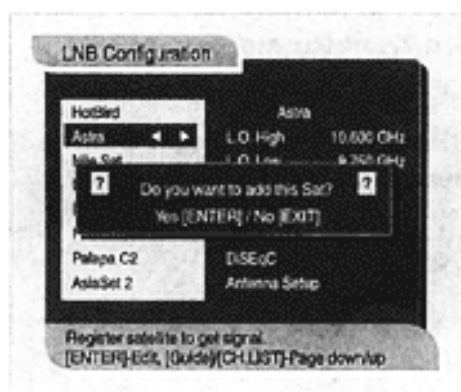 LNB Configuration
HotBird
Astra
Astra
L.O. High 10,600 GHz
Nile Sat
L.O. Low 9,750 GHz
? Do you want to add this Sat? ?
Yes [ENTER] / No [EXIT]
Palapa C2
DiSEqC
AsiaSat 2
Antenna Setup
Register satellite to get signal.
[ENTER]-Edit, [Guide]/[CH.LIST]-Page down/up